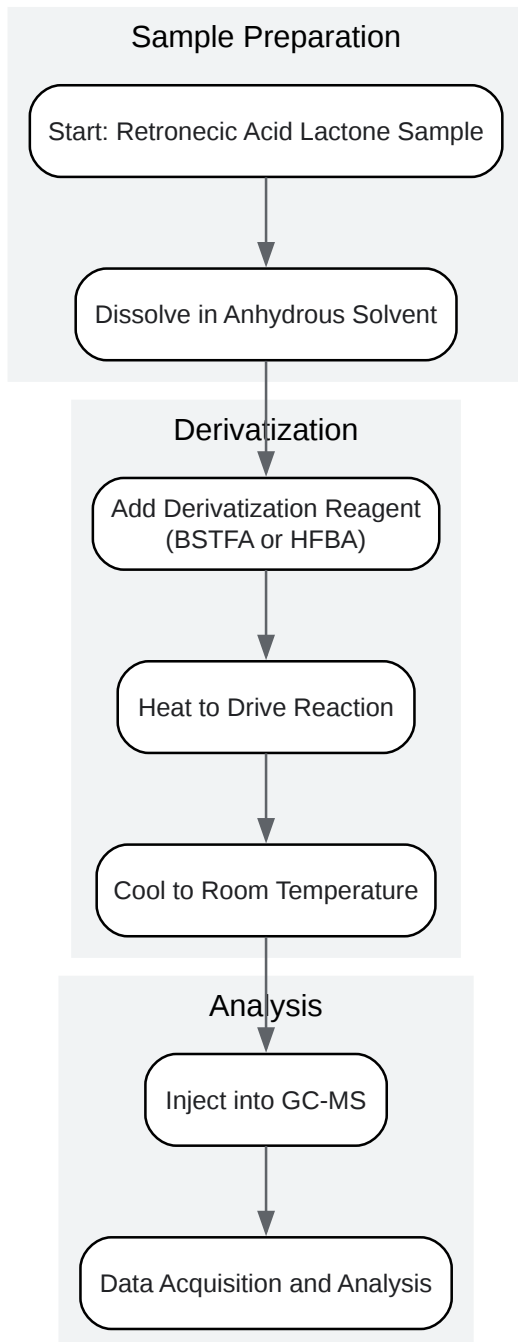 Sample Preparation
Start: Retronecic Acid Lactone Sample
Dissolve in Anhydrous Solvent
Derivatization
Add Derivatization Reagent
(BSTFA or HFBA)
Heat to Drive Reaction
Cool to Room Temperature
Analysis
Inject into GC-MS
Data Acquisition and Analysis